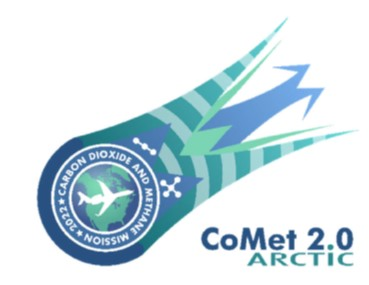 2022 ★ CARBON DIOXIDE AND METHANE MISSION ★
CoMet 2.0
ARCTIC